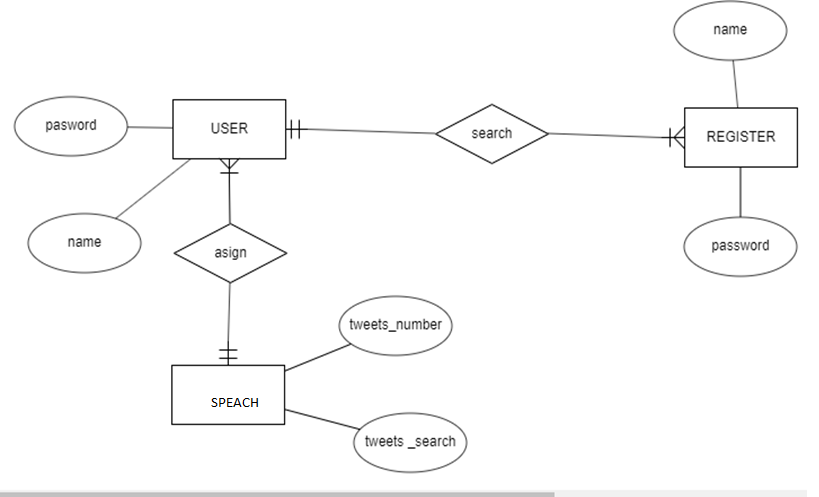 name
pasword
USER
search
REGISTER
name
asign
password
tweets_number
SPEACH
tweets _search